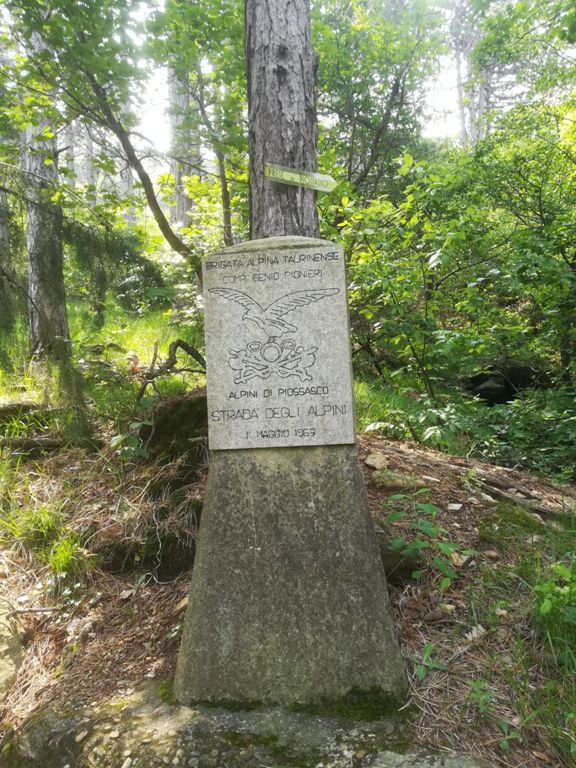 BRIGATA ALPINA TAURINENSE
COMP. GENIO PIONIERI
ALPINI DI PIOSSASCO
STRADA DEGLI ALPINI
1° MAGGIO 1969